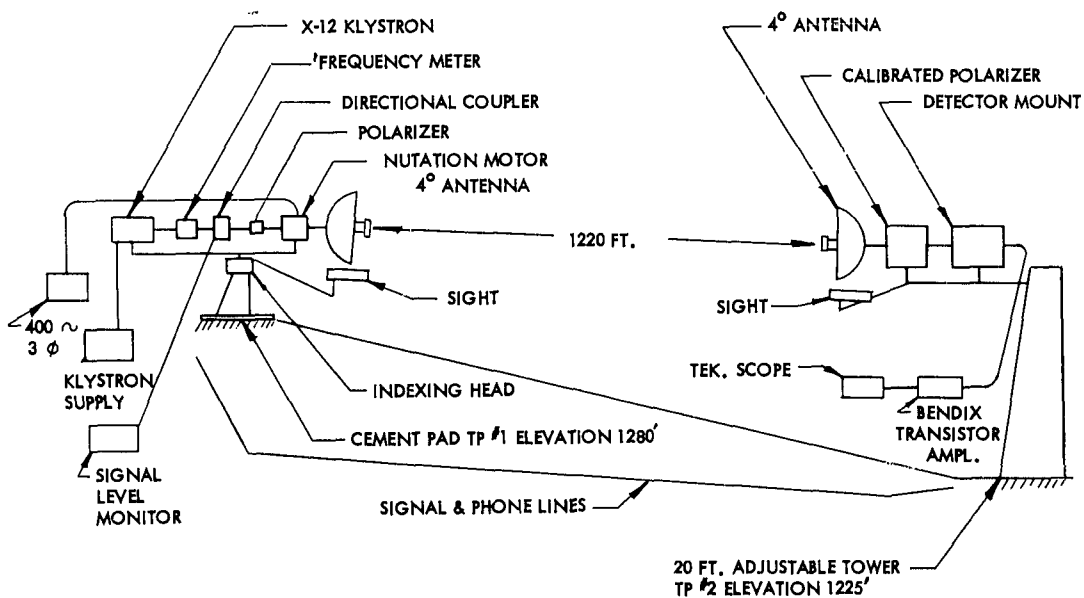 X-12 KLYSTRON
'FREQUENCY METER
DIRECTIONAL COUPLER
POLARIZER
NUTATION MOTOR
4° ANTENNA
4° ANTENNA
CALIBRATED POLARIZER
DETECTOR MOUNT
1220 FT.
SIGHT
SIGHT
400 ~
3 ϕ
KLYSTRON
SUPPLY
INDEXING HEAD
TEK. SCOPE
BENDIX
TRANSISTOR
AMPL.
CEMENT PAD TP #1 ELEVATION 1280'
SIGNAL
LEVEL
MONITOR
SIGNAL & PHONE LINES
20 FT. ADJUSTABLE TOWER
TP #2 ELEVATION 1225'